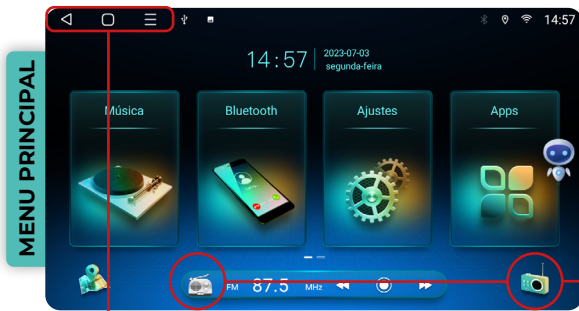 14:57
14:57
2023-07-03
segunda-feira
MENU PRINCIPAL
Música
Bluetooth
Ajustes
Apps
FM 87.5 MHz